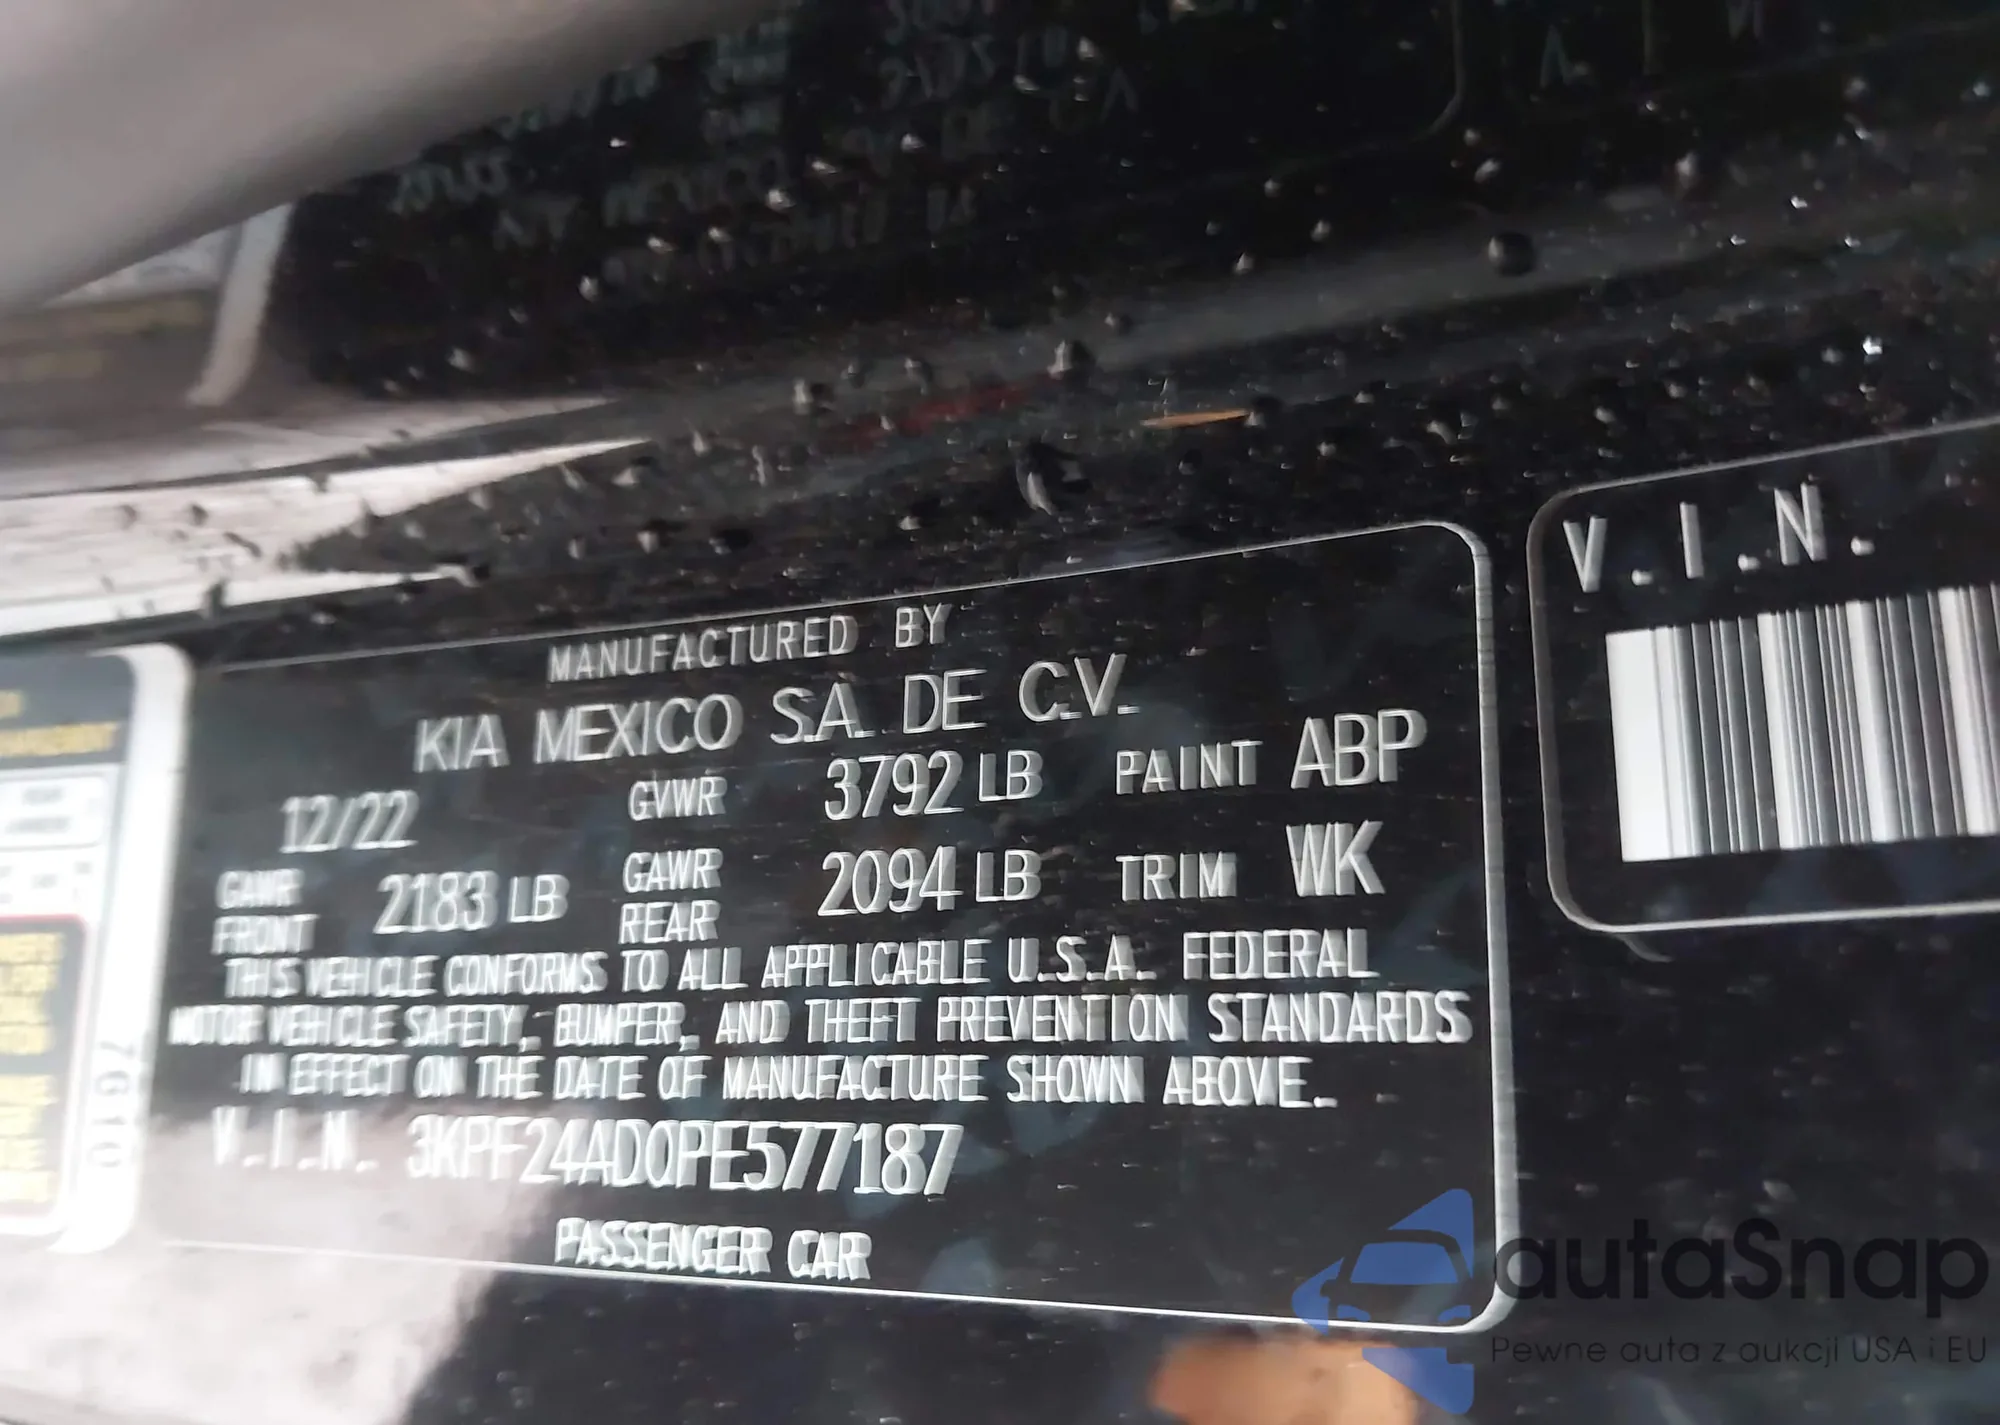 MANUFACTURED BY
KIA MEXICO S.A. DE C.V.
12/22 GVWR 3792 LB PAINT ABP
GAWR FRONT 2183 LB GAWR REAR 2094 LB TRIM WK
THIS VEHICLE CONFORMS TO ALL APPLICABLE U.S.A. FEDERAL
MOTOR VEHICLE SAFETY, BUMPER, AND THEFT PREVENTION STANDARDS
IN EFFECT ON THE DATE OF MANUFACTURE SHOWN ABOVE.
V.I.N. 3KPF24AD0PE577187
PASSENGER CAR
V.I.N.
7G10
autaSnap
Pewne auta z aukcji USA i EU